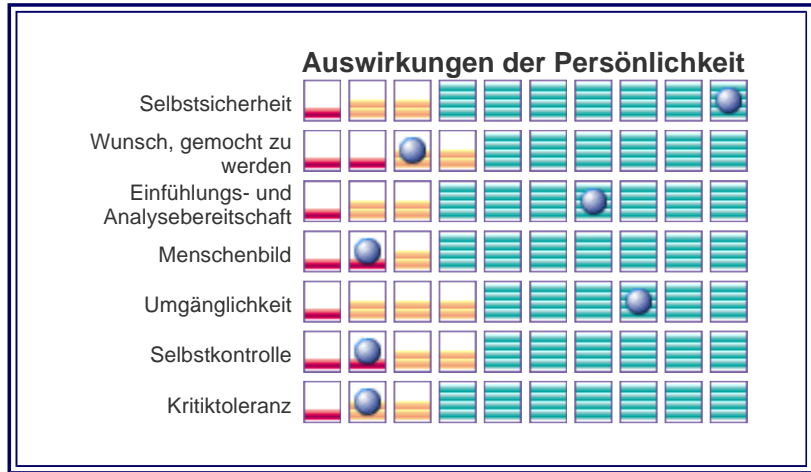 Auswirkungen der Persönlichkeit
Selbstsicherheit
Wunsch, gemocht zu
werden
Einfühlungs- und
Analysebereitschaft
Menschenbild
Umgänglichkeit
Selbstkontrolle
Kritiktoleranz